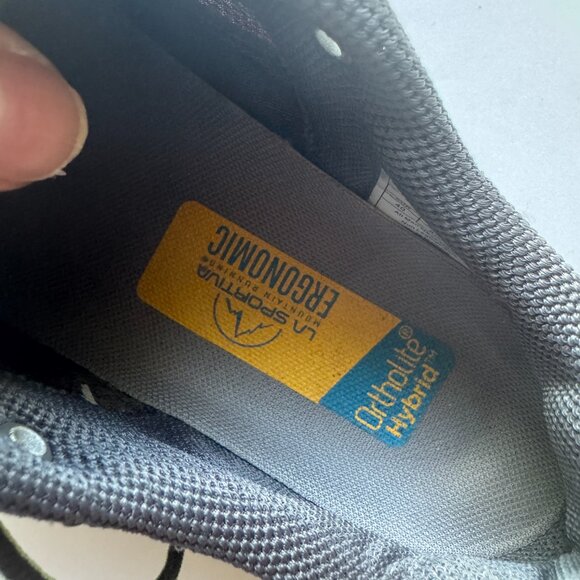 LA SPORTIVA
MOUNTAIN RUNNING®
ERGONOMIC
Ortholite®
Hybrid™